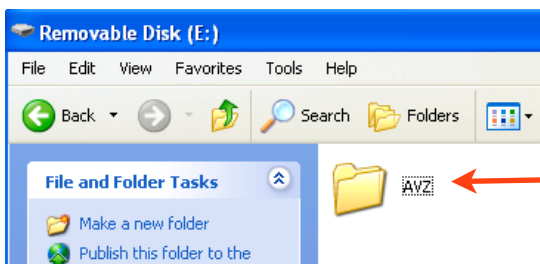 Removable Disk (E:)
File Edit View Favorites Tools Help
Back Search Folders
File and Folder Tasks
AVZ
Make a new folder
Publish this folder to the